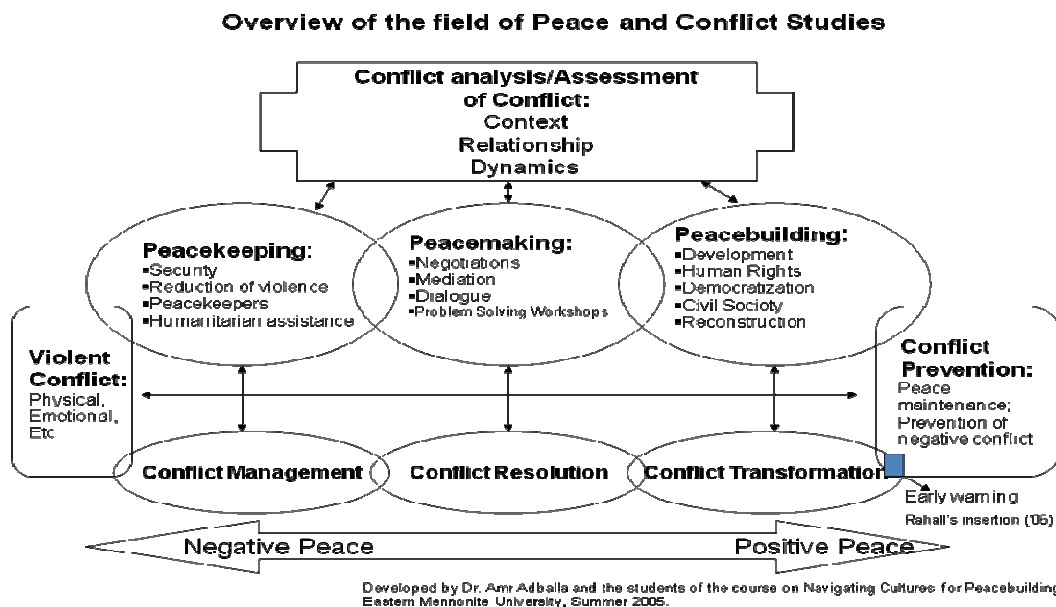 Overview of the field of Peace and Conflict Studies
Conflict analysis/Assessment
of Conflict:
Context
Relationship
Dynamics
Peacekeeping:
▪Security
▪Reduction of violence
▪Peacekeepers
▪Humanitarian assistance
Peacemaking:
▪Negotiations
▪Mediation
▪Dialogue
▪Problem Solving Workshops
Peacebuilding:
▪Development
▪Human Rights
▪Democratization
▪Civil Society
▪Reconstruction
Violent
Conflict:
Physical,
Emotional,
Etc
Conflict
Prevention:
Peace
maintenance;
Prevention of
negative conflict
Conflict Management
Conflict Resolution
Conflict Transformation
Early warning
Rahall's insertion ('05)
Negative Peace
Positive Peace
Developed by Dr. Amr Adballa and the students of the course on Navigating Cultures for Peacebuilding
Eastern Mennonite University, Summer 2005.